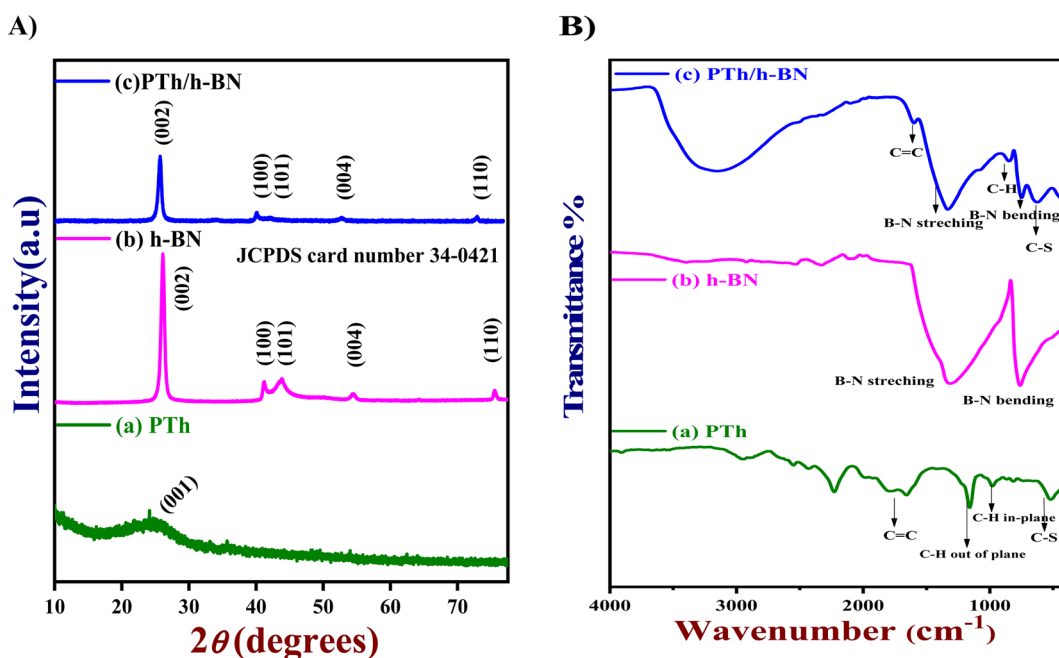 A)
(c)PTh/h-BN
(002)
(100)
(101)
(004)
(110)
(b) h-BN
JCPDS card number 34-0421
(002)
(100)
(101)
(004)
(110)
(a) PTh
(001)
Intensity(a.u)
10 20 30 40 50 60 70
2θ (degrees)
B)
(c) PTh/h-BN
C=C
C-H
B-N streching
B-N bending
C-S
(b) h-BN
B-N streching
B-N bending
(a) PTh
C=C
C-H in-plane
C-H out of plane
C-S
Transmittance %
4000 3000 2000 1000
Wavenumber (cm⁻¹)